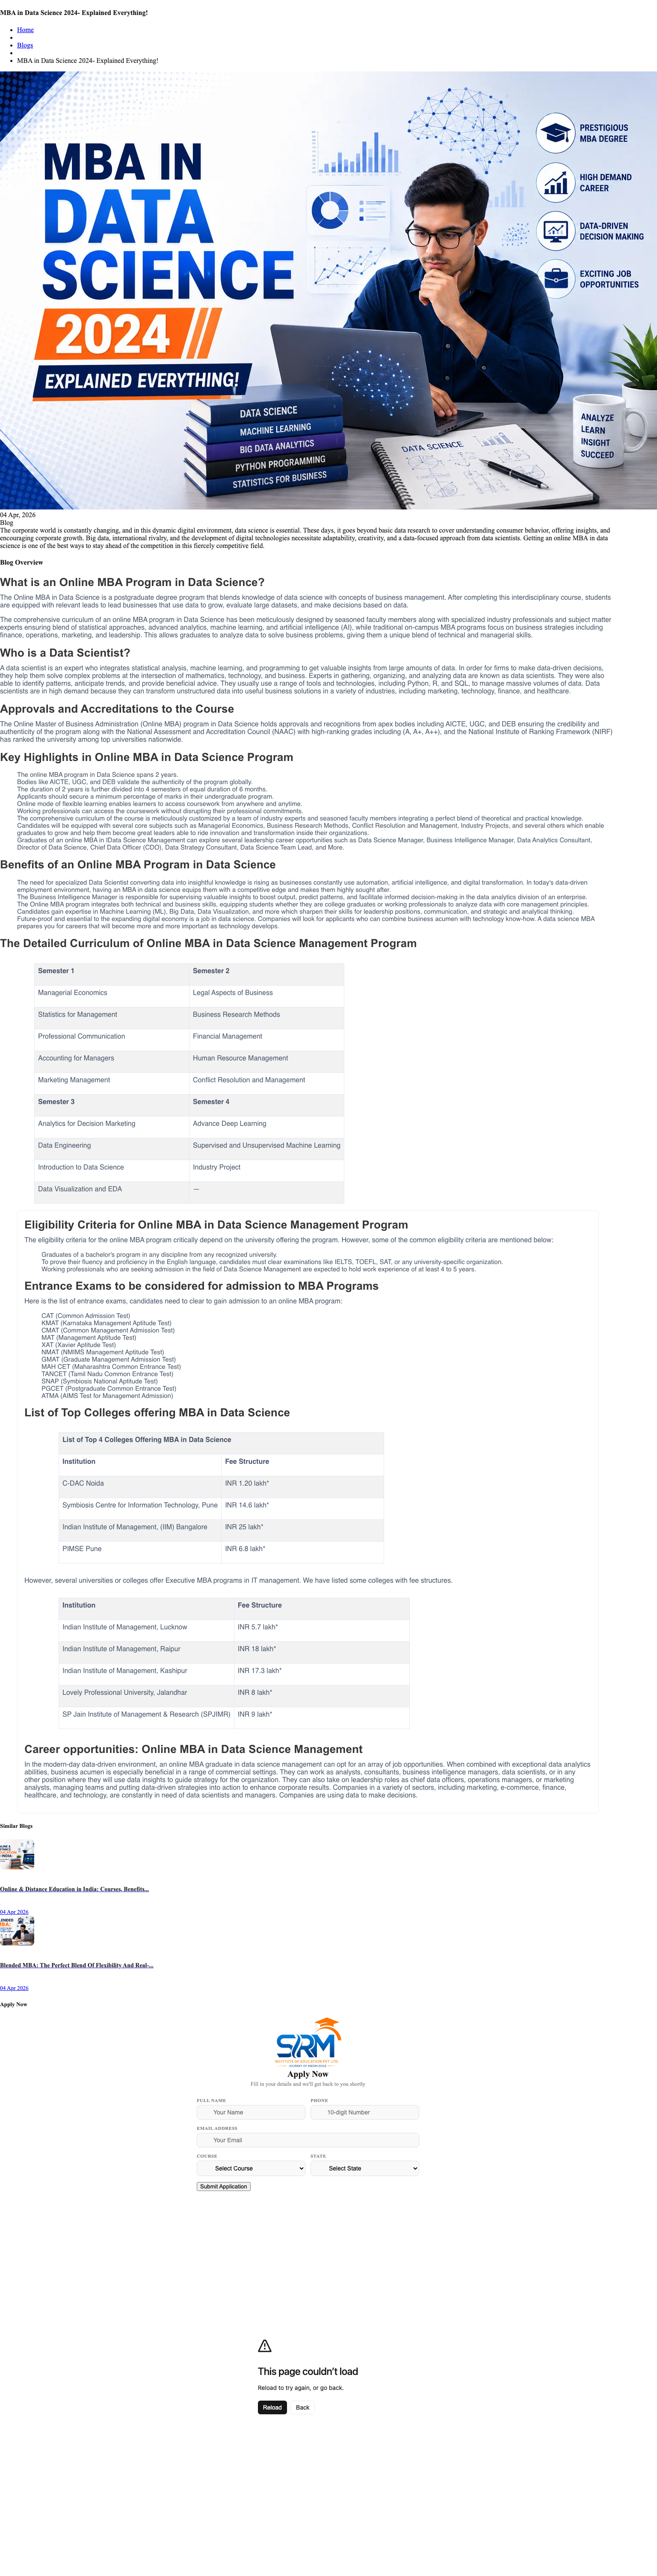 MBA in Data Science 2024- Explained Everything!
Home
Blogs
MBA in Data Science 2024- Explained Everything!
MBA IN
DATA
SCIENCE
2024
EXPLAINED EVERYTHING!
PRESTIGIOUS
MBA DEGREE
HIGH DEMAND
CAREER
DATA-DRIVEN
DECISION MAKING
EXCITING JOB
OPPORTUNITIES
DATA SCIENCE
MACHINE LEARNING
BIG DATA ANALYTICS
PYTHON PROGRAMMING
STATISTICS FOR BUSINESS
DATA SCIENCE
ANALYZE
LEARN
INSIGHT
SUCCEED
04 Apr, 2026
Blog
The corporate world is constantly changing, and in this dynamic digital environment, data science is essential. These days, it goes beyond basic data research to cover understanding consumer behavior, offering insights, and
encouraging corporate growth. Big data, international rivalry, and the development of digital technologies necessitate adaptability, creativity, and a data-focused approach from data scientists. Getting an online MBA in data
science is one of the best ways to stay ahead of the competition in this fiercely competitive field.
Blog Overview
What is an Online MBA Program in Data Science?
The Online MBA in Data Science is a postgraduate degree program that blends knowledge of data science with concepts of business management. After completing this interdisciplinary course, students
are equipped with relevant leads to lead businesses that use data to grow, evaluate large datasets, and make decisions based on data.
The comprehensive curriculum of an online MBA program in Data Science has been meticulously designed by seasoned faculty members along with specialized industry professionals and subject matter
experts ensuring blend of statistical approaches, advanced analytics, machine learning, and artificial intelligence (AI), while traditional on-campus MBA programs focus on business strategies including
finance, operations, marketing, and leadership. This allows graduates to analyze data to solve business problems, giving them a unique blend of technical and managerial skills.
Who is a Data Scientist?
A data scientist is an expert who integrates statistical analysis, machine learning, and programming to get valuable insights from large amounts of data. In order for firms to make data-driven decisions,
they help them solve complex problems at the intersection of mathematics, technology, and business. Experts in gathering, organizing, and analyzing data are known as data scientists. They were also
able to identify patterns, anticipate trends, and provide beneficial advice. They usually use a range of tools and technologies, including Python, R, and SQL, to manage massive volumes of data. Data
scientists are in high demand because they can transform unstructured data into useful business solutions in a variety of industries, including marketing, technology, finance, and healthcare.
Approvals and Accreditations to the Course
The Online Master of Business Administration (Online MBA) program in Data Science holds approvals and recognitions from apex bodies including AICTE, UGC, and DEB ensuring the credibility and
authenticity of the program along with the National Assessment and Accreditation Council (NAAC) with high-ranking grades including (A, A+, A++), and the National Institute of Ranking Framework (NIRF)
has ranked the university among top universities nationwide.
Key Highlights in Online MBA in Data Science Program
The online MBA program in Data Science spans 2 years.
Bodies like AICTE, UGC, and DEB validate the authenticity of the program globally.
The duration of 2 years is further divided into 4 semesters of equal duration of 6 months.
Applicants should secure a minimum percentage of marks in their undergraduate program.
Online mode of flexible learning enables learners to access coursework from anywhere and anytime.
Working professionals can access the coursework without disrupting their professional commitments.
The comprehensive curriculum of the course is meticulously customized by a team of industry experts and seasoned faculty members integrating a perfect blend of theoretical and practical knowledge.
Candidates will be equipped with several core subjects such as Managerial Economics, Business Research Methods, Conflict Resolution and Management, Industry Projects, and several others which enable
graduates to grow and help them become great leaders able to ride innovation and transformation inside their organizations.
Graduates of an online MBA in IData Science Management can explore several leadership career opportunities such as Data Science Manager, Business Intelligence Manager, Data Analytics Consultant,
Director of Data Science, Chief Data Officer (CDO), Data Strategy Consultant, Data Science Team Lead, and More.
Benefits of an Online MBA Program in Data Science
The need for specialized Data Scientist converting data into insightful knowledge is rising as businesses constantly use automation, artificial intelligence, and digital transformation. In today's data-driven
employment environment, having an MBA in data science equips them with a competitive edge and makes them highly sought after.
The Business Intelligence Manager is responsible for supervising valuable insights to boost output, predict patterns, and facilitate informed decision-making in the data analytics division of an enterprise.
The Online MBA program integrates both technical and business skills, equipping students whether they are college graduates or working professionals to analyze data with core management principles.
Candidates gain expertise in Machine Learning (ML), Big Data, Data Visualization, and more which sharpen their skills for leadership positions, communication, and strategic and analytical thinking.
Future-proof and essential to the expanding digital economy is a job in data science. Companies will look for applicants who can combine business acumen with technology know-how. A data science MBA
prepares you for careers that will become more and more important as technology develops.
The Detailed Curriculum of Online MBA in Data Science Management Program
Semester 1 Semester 2
Managerial Economics Legal Aspects of Business
Statistics for Management Business Research Methods
Professional Communication Financial Management
Accounting for Managers Human Resource Management
Marketing Management Conflict Resolution and Management
Semester 3 Semester 4
Analytics for Decision Marketing Advance Deep Learning
Data Engineering Supervised and Unsupervised Machine Learning
Introduction to Data Science Industry Project
Data Visualization and EDA —
Eligibility Criteria for Online MBA in Data Science Management Program
The eligibility criteria for the online MBA program critically depend on the university offering the program. However, some of the common eligibility criteria are mentioned below:
Graduates of a bachelor's program in any discipline from any recognized university.
To prove their fluency and proficiency in the English language, candidates must clear examinations like IELTS, TOEFL, SAT, or any university-specific organization.
Working professionals who are seeking admission in the field of Data Science Management are expected to hold work experience of at least 4 to 5 years.
Entrance Exams to be considered for admission to MBA Programs
Here is the list of entrance exams, candidates need to clear to gain admission to an online MBA program:
CAT (Common Admission Test)
KMAT (Karnataka Management Aptitude Test)
CMAT (Common Management Admission Test)
MAT (Management Aptitude Test)
XAT (Xavier Aptitude Test)
NMAT (NMIMS Management Aptitude Test)
GMAT (Graduate Management Admission Test)
MAH CET (Maharashtra Common Entrance Test)
TANCET (Tamil Nadu Common Entrance Test)
SNAP (Symbiosis National Aptitude Test)
PGCET (Postgraduate Common Entrance Test)
ATMA (AIMS Test for Management Admission)
List of Top Colleges offering MBA in Data Science
List of Top 4 Colleges Offering MBA in Data Science
Institution Fee Structure
C-DAC Noida INR 1.20 lakh*
Symbiosis Centre for Information Technology, Pune INR 14.6 lakh*
Indian Institute of Management, (IIM) Bangalore INR 25 lakh*
PIMSE Pune INR 6.8 lakh*
However, several universities or colleges offer Executive MBA programs in IT management. We have listed some colleges with fee structures.
Institution Fee Structure
Indian Institute of Management, Lucknow INR 5.7 lakh*
Indian Institute of Management, Raipur INR 18 lakh*
Indian Institute of Management, Kashipur INR 17.3 lakh*
Lovely Professional University, Jalandhar INR 8 lakh*
SP Jain Institute of Management & Research (SPJIMR) INR 9 lakh*
Career opportunities: Online MBA in Data Science Management
In the modern-day data-driven environment, an online MBA graduate in data science management can opt for an array of job opportunities. When combined with exceptional data analytics
abilities, business acumen is especially beneficial in a range of commercial settings. They can work as analysts, consultants, business intelligence managers, data scientists, or in any
other position where they will use data insights to guide strategy for the organization. They can also take on leadership roles as chief data officers, operations managers, or marketing
analysts, managing teams and putting data-driven strategies into action to enhance corporate results. Companies in a variety of sectors, including marketing, e-commerce, finance,
healthcare, and technology, are constantly in need of data scientists and managers. Companies are using data to make decisions.
Similar Blogs
Online & Distance Education in India: Courses, Benefits...
04 Apr 2026
Blended MBA: The Perfect Blend Of Flexibility And Real-...
04 Apr 2026
Apply Now
SIRM
Apply Now
Fill in your details and we'll get back to you shortly
FULL NAME PHONE
Your Name 10-digit Number
EMAIL ADDRESS
Your Email
COURSE STATE
Select Course Select State
Submit Application
This page couldn't load
Reload to try again, or go back.
Reload Back